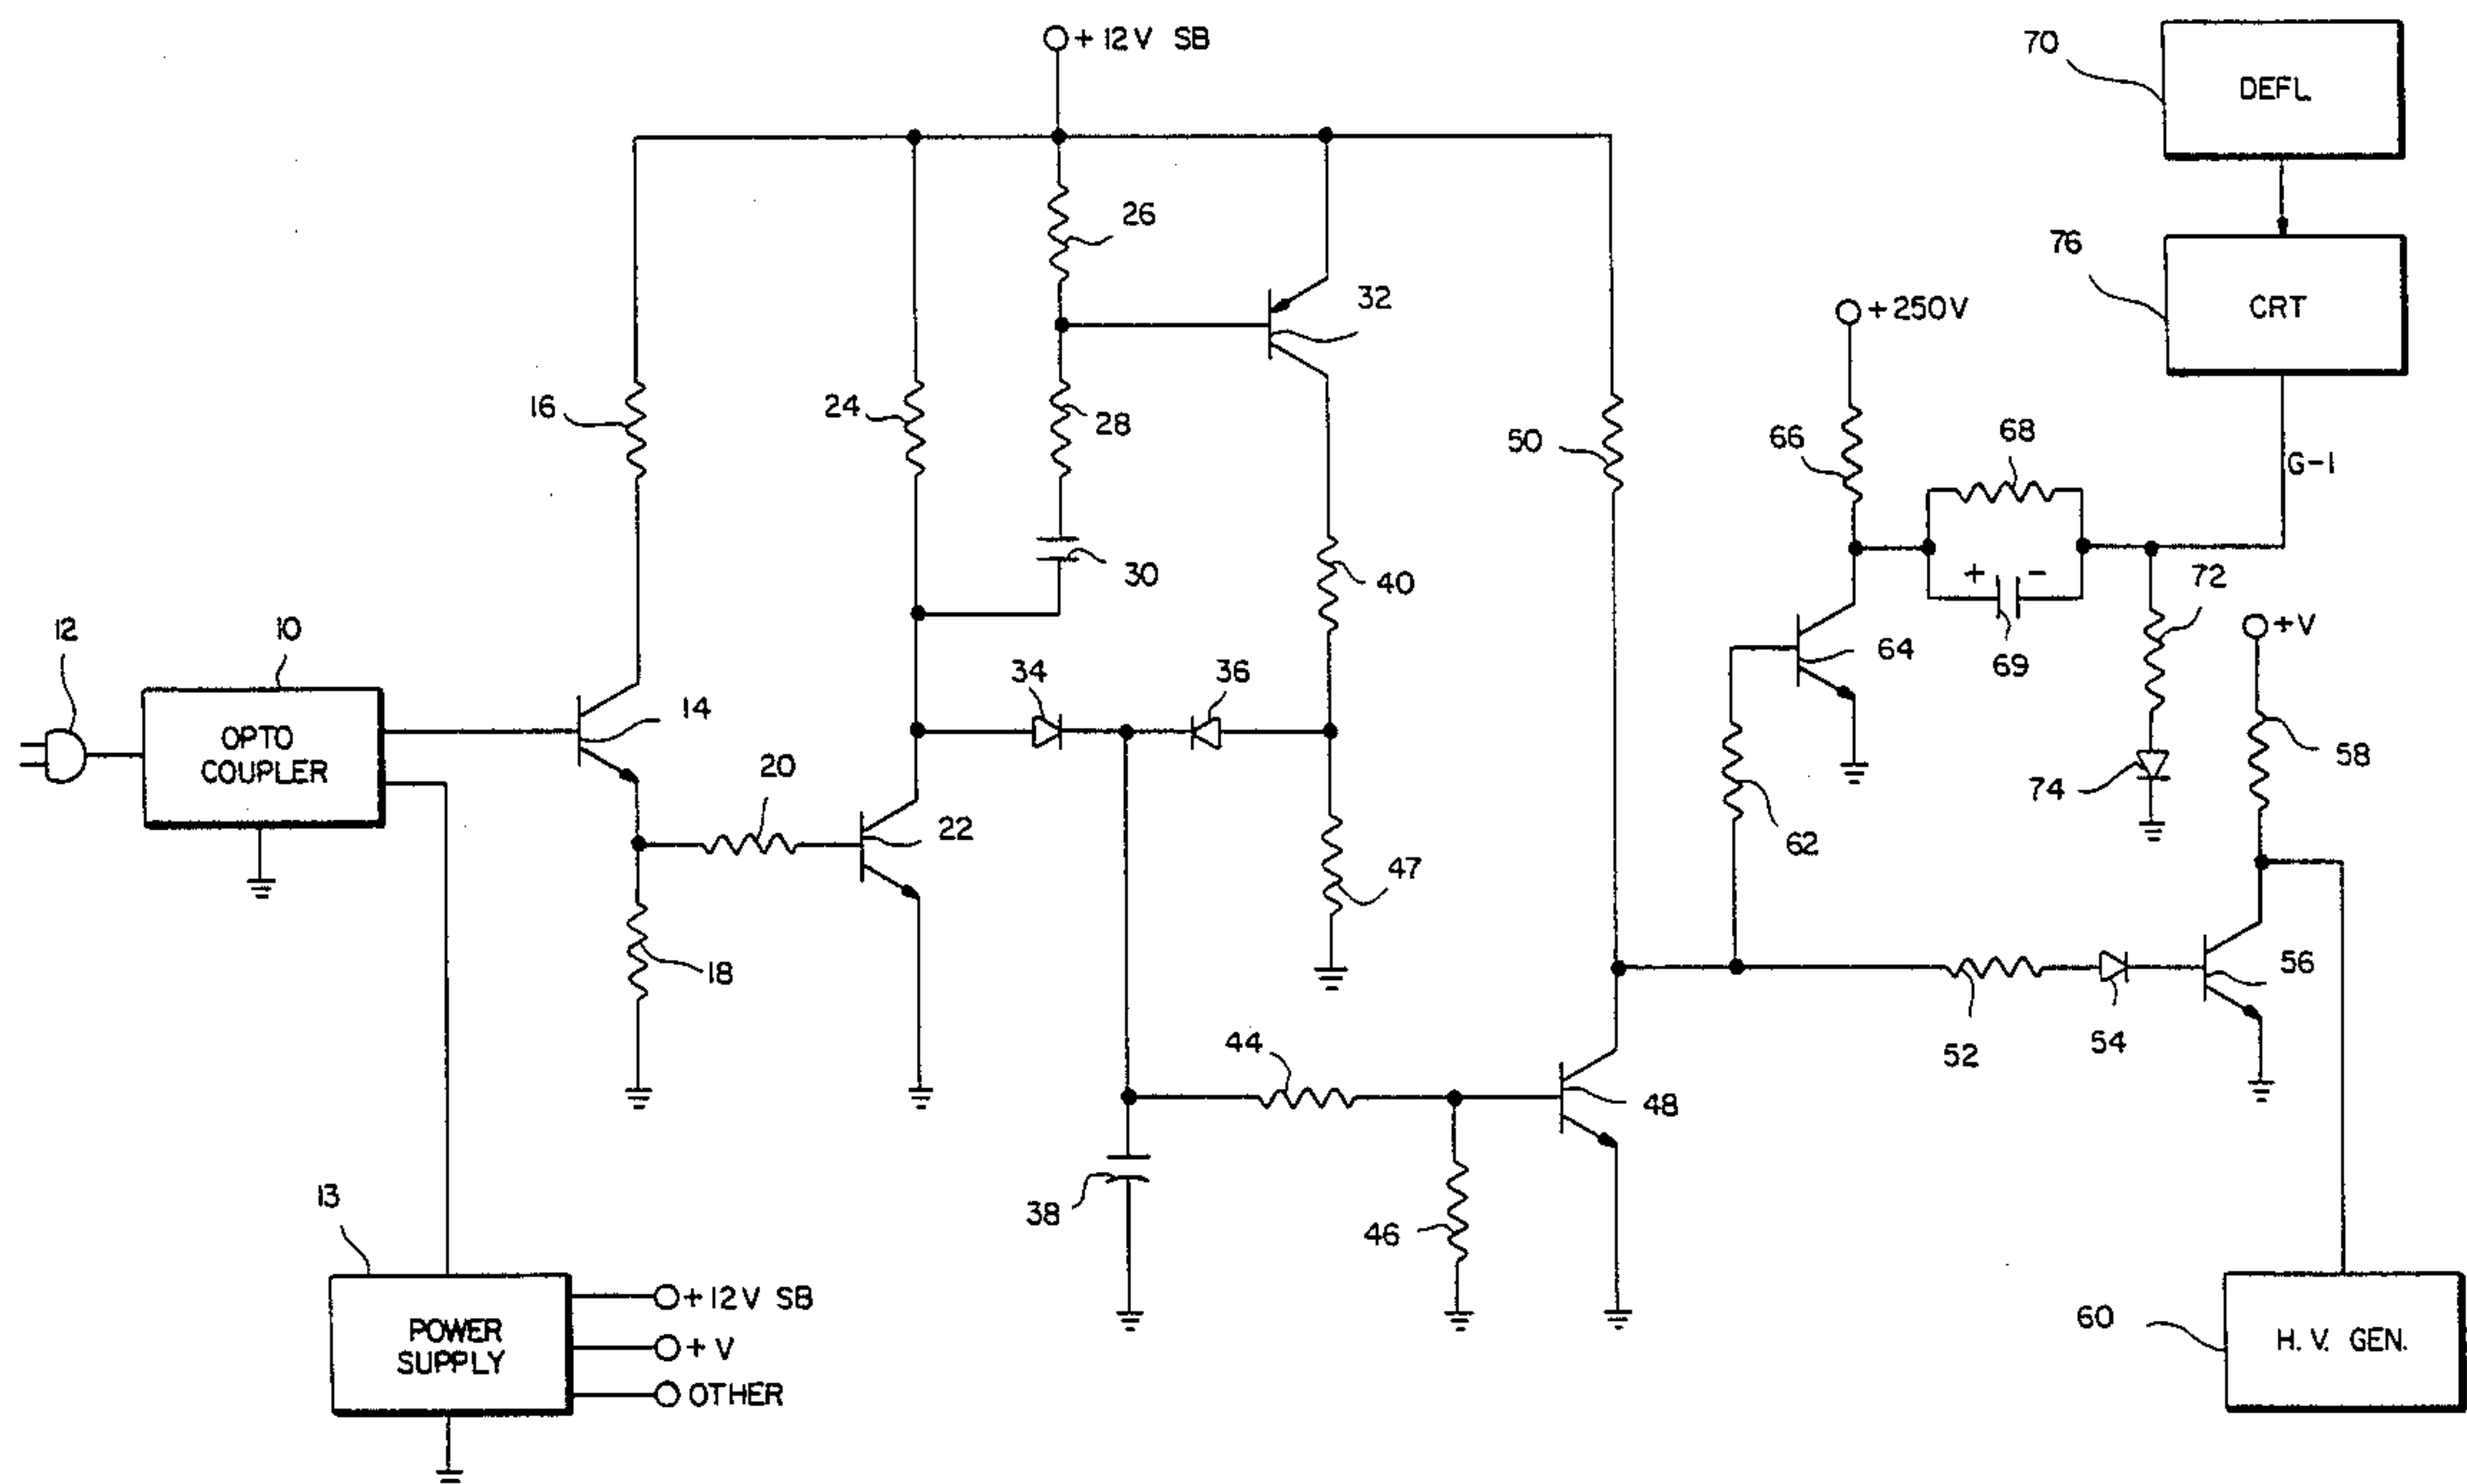 +12V SB
70
DEFL
76
CRT
26
32
+250V
16
24
28
50
66
68
G-1
30
40
+ -
69
72
+V
12
10
OPTO
COUPLER
14
34
36
64
74
58
20
22
62
47
18
56
52
54
44
48
38
46
13
POWER
SUPPLY
+12V SB
+V
OTHER
60
H.V. GEN.